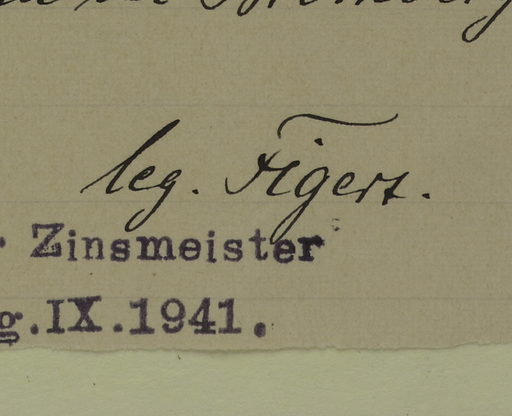 leg. Figert.
Zinsmeister
g.IX.1941.